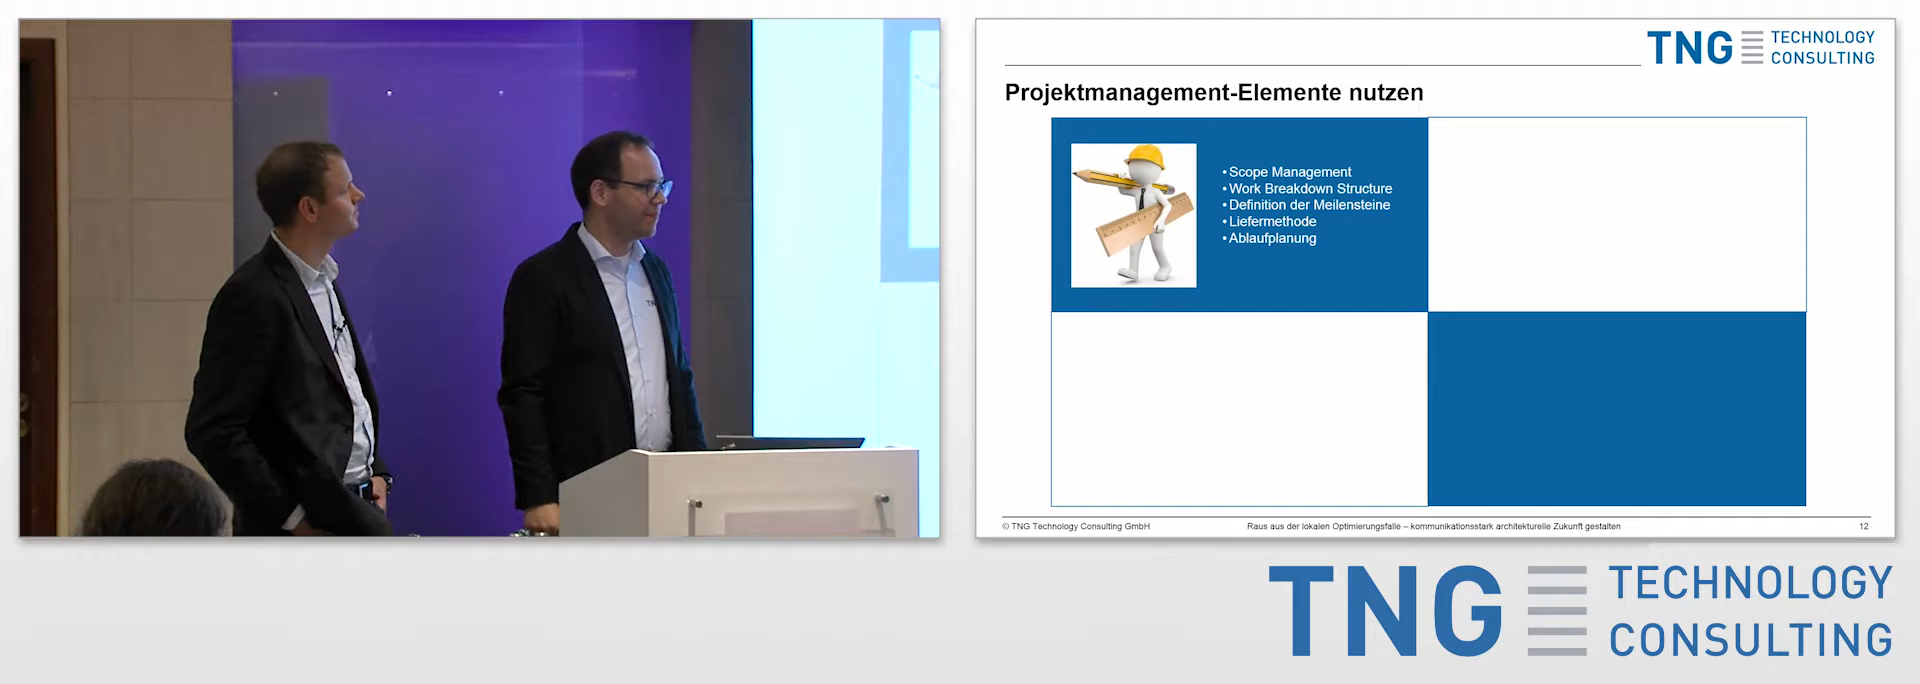 TNG TECHNOLOGY
CONSULTING
Projektmanagement-Elemente nutzen
• Scope Management
• Work Breakdown Structure
• Definition der Meilensteine
• Liefermethode
• Ablaufplanung
© TNG Technology Consulting GmbH
Raus aus der lokalen Optimierungsfalle – kommunikationsstark architekturelle Zukunft gestalten
12
TNG TECHNOLOGY
CONSULTING